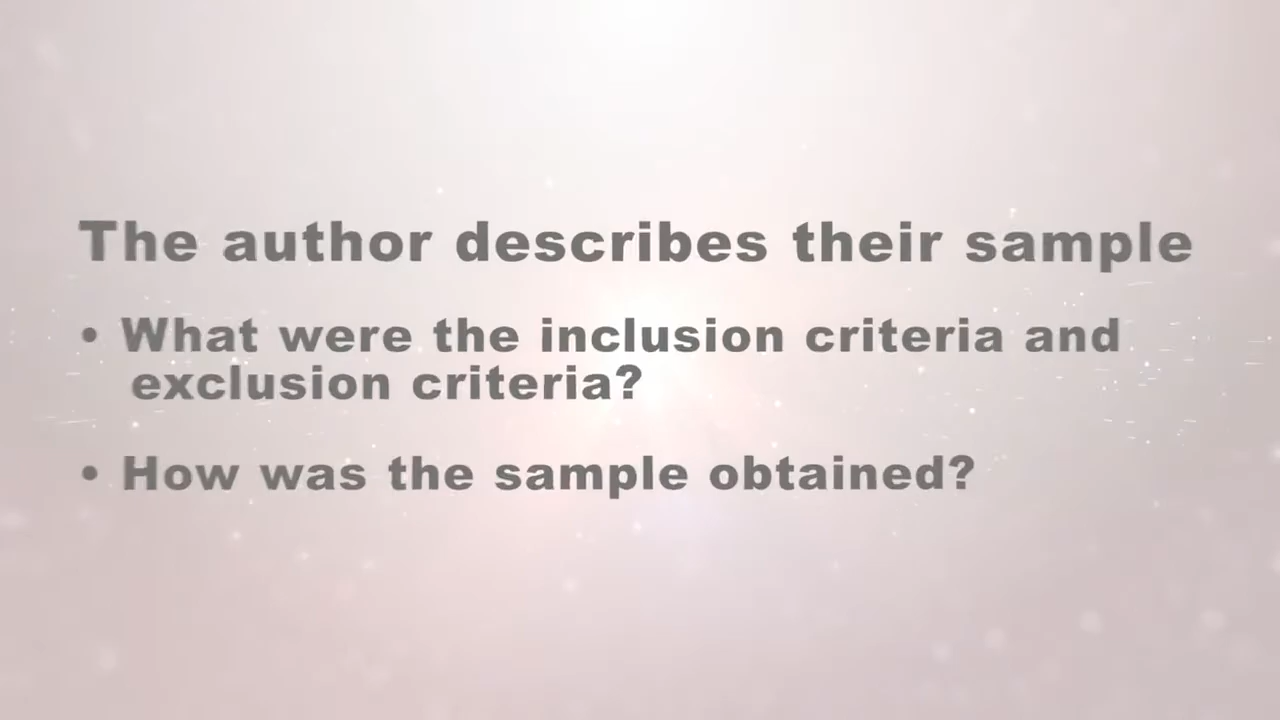 The author describes their sample
• What were the inclusion criteria and
exclusion criteria?
• How was the sample obtained?